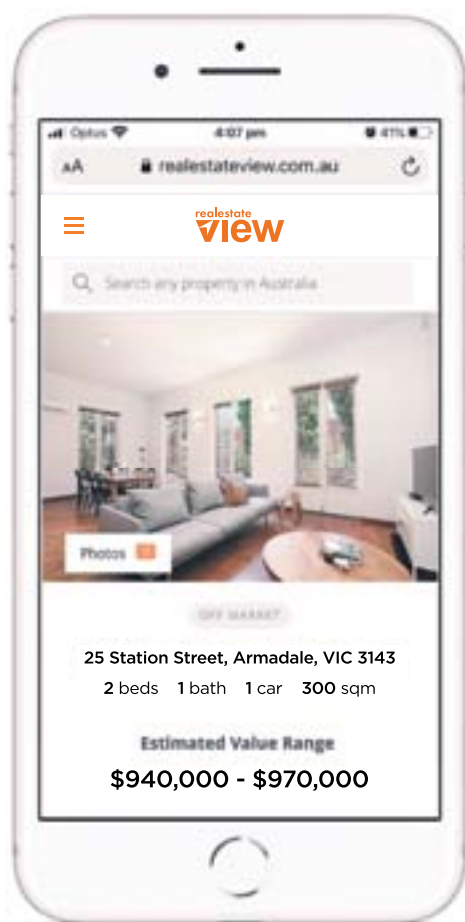 Optus 4:07 pm 41%
AA realestateview.com.au
realestate
view
Search any property in Australia
Photos
OFF MARKET
25 Station Street, Armadale, VIC 3143
2 beds 1 bath 1 car 300 sqm
Estimated Value Range
$940,000 - $970,000